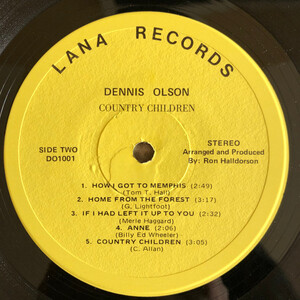 LANA RECORDS
DENNIS OLSON
COUNTRY CHILDREN
SIDE TWO
DO1001
STEREO
Arranged and Produced
By: Ron Halldorson
1. HOW I GOT TO MEMPHIS (2:49)
(Tom T. Hall)
2. HOME FROM THE FOREST (3:17)
(G. Lightfoot)
3. IF I HAD LEFT IT UP TO YOU (2:32)
(Merle Haggard)
4. ANNE (2:06)
(Billy Ed Wheeler)
5. COUNTRY CHILDREN (3:05)
(C. Allan)